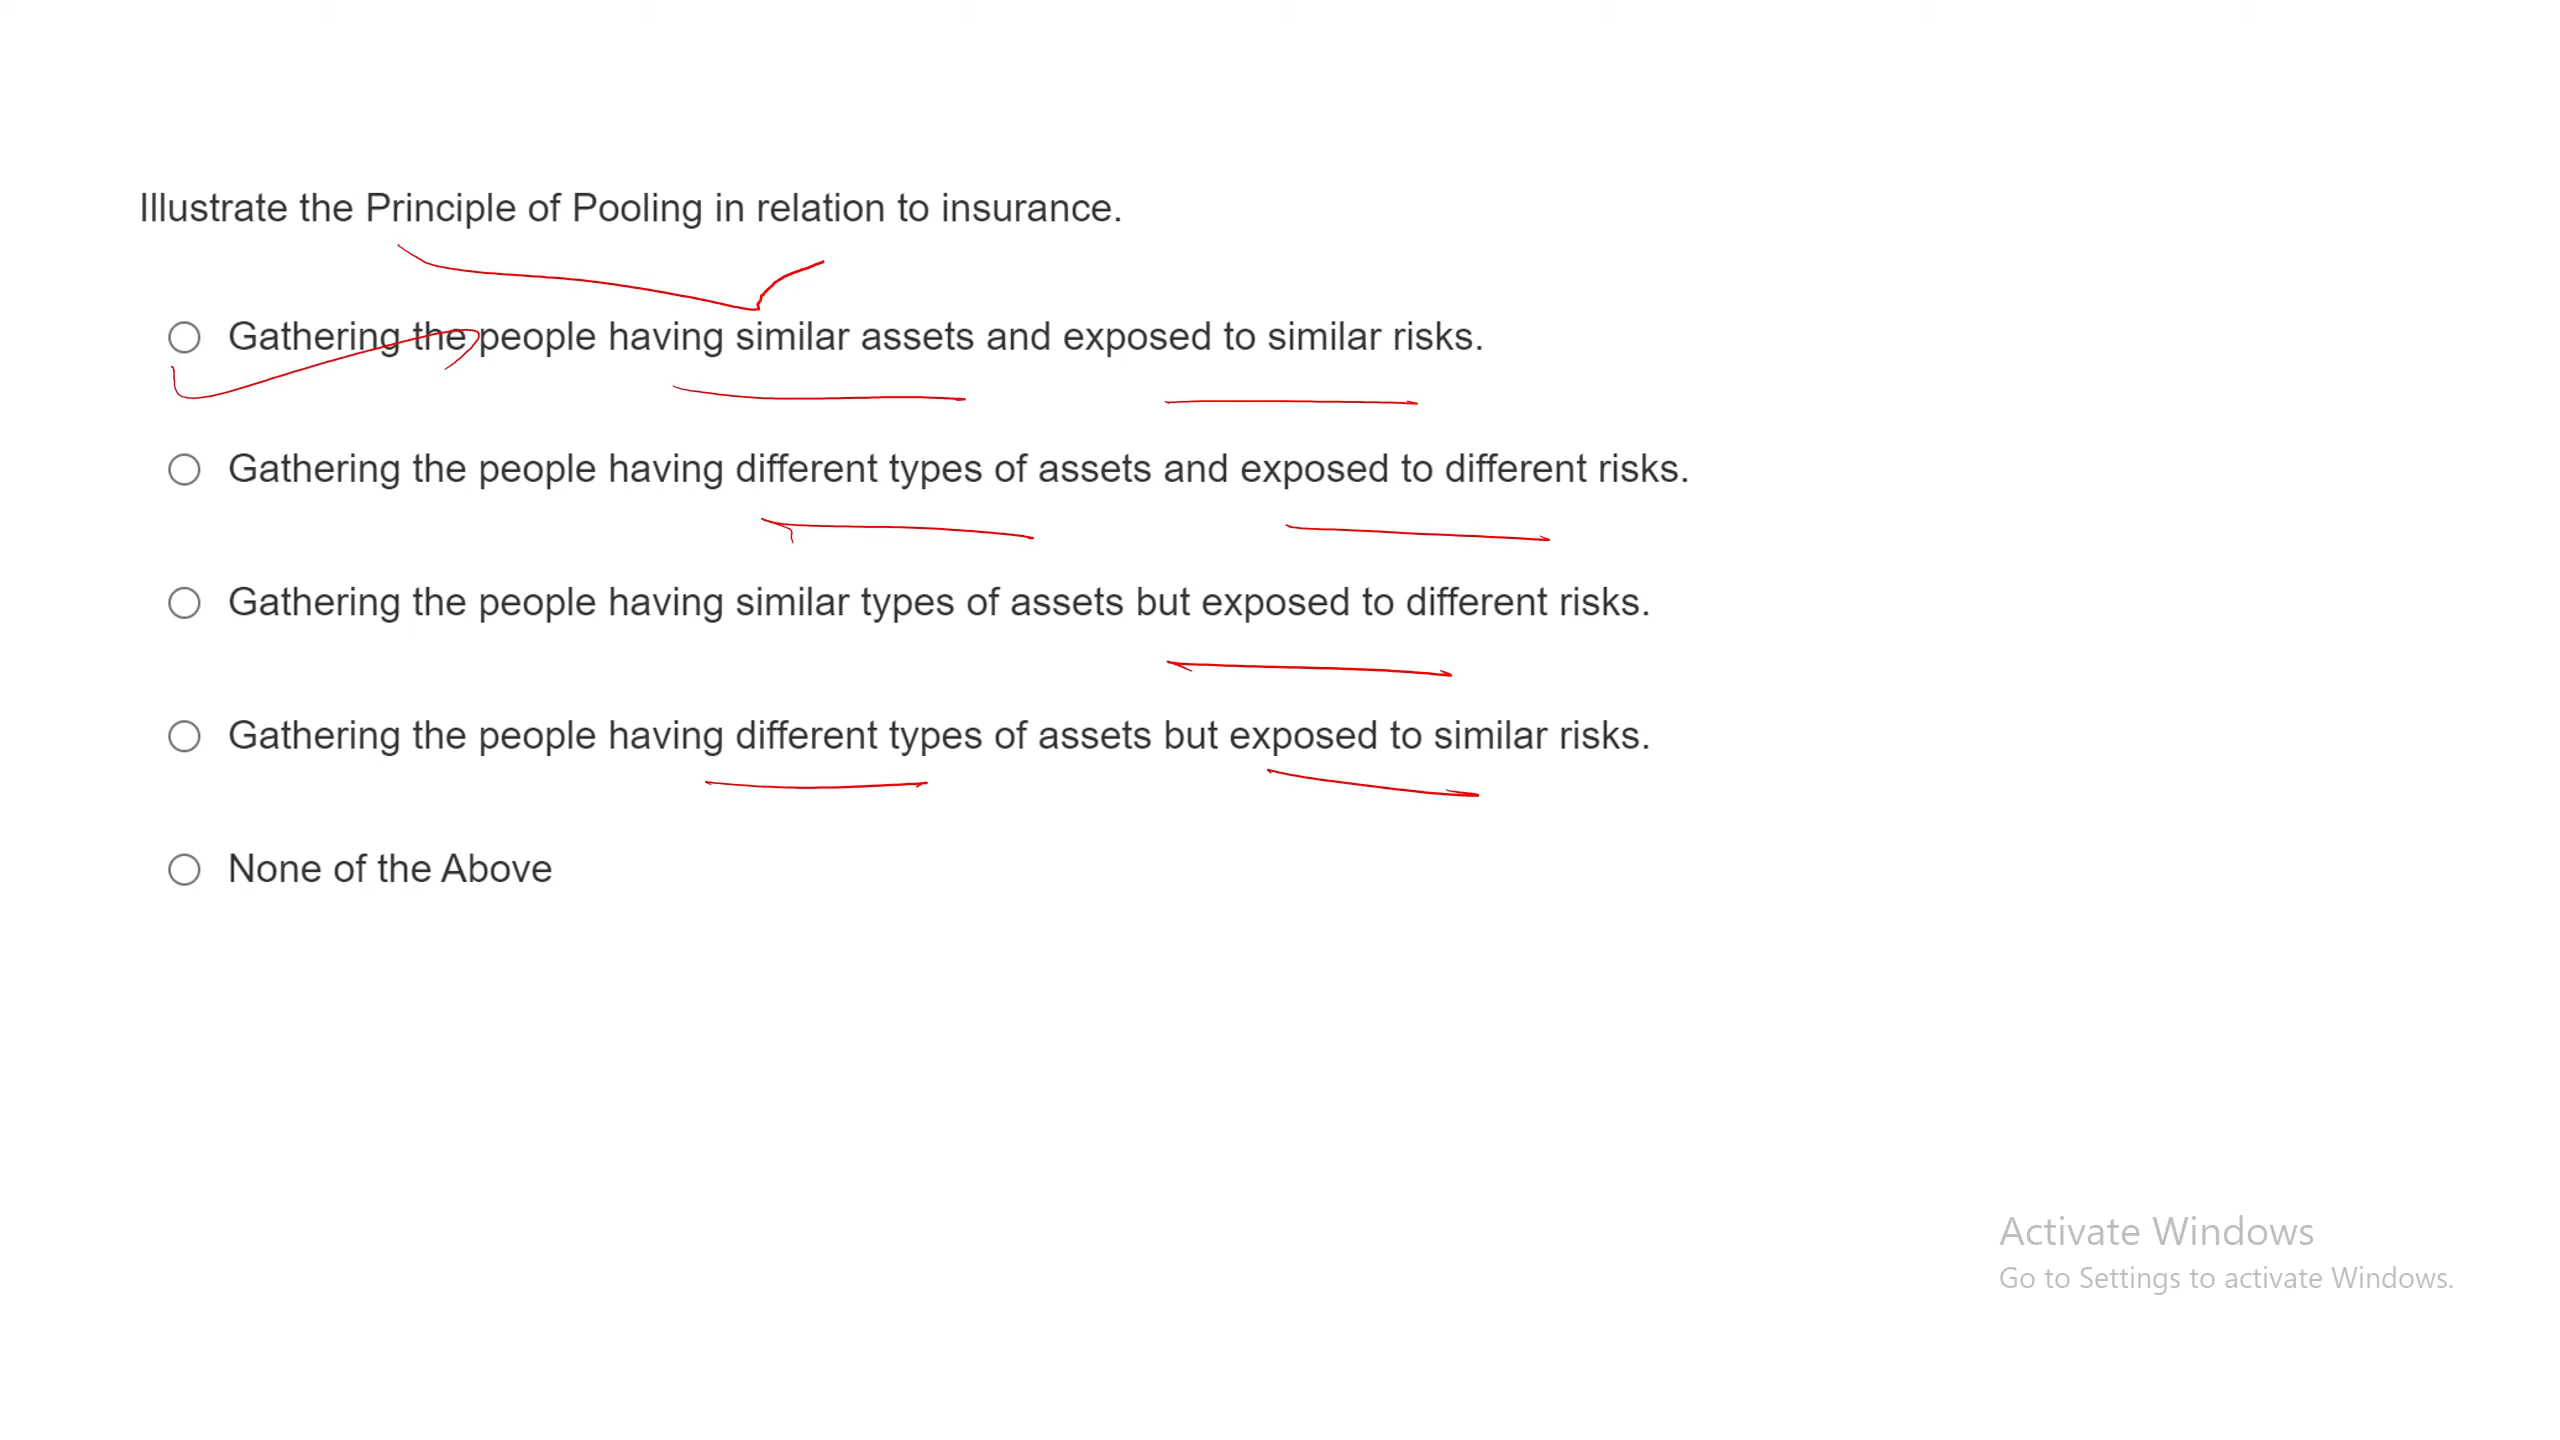 Illustrate the Principle of Pooling in relation to insurance.
Gathering the people having similar assets and exposed to similar risks.
Gathering the people having different types of assets and exposed to different risks.
Gathering the people having similar types of assets but exposed to different risks.
Gathering the people having different types of assets but exposed to similar risks.
None of the Above
Activate Windows
Go to Settings to activate Windows.